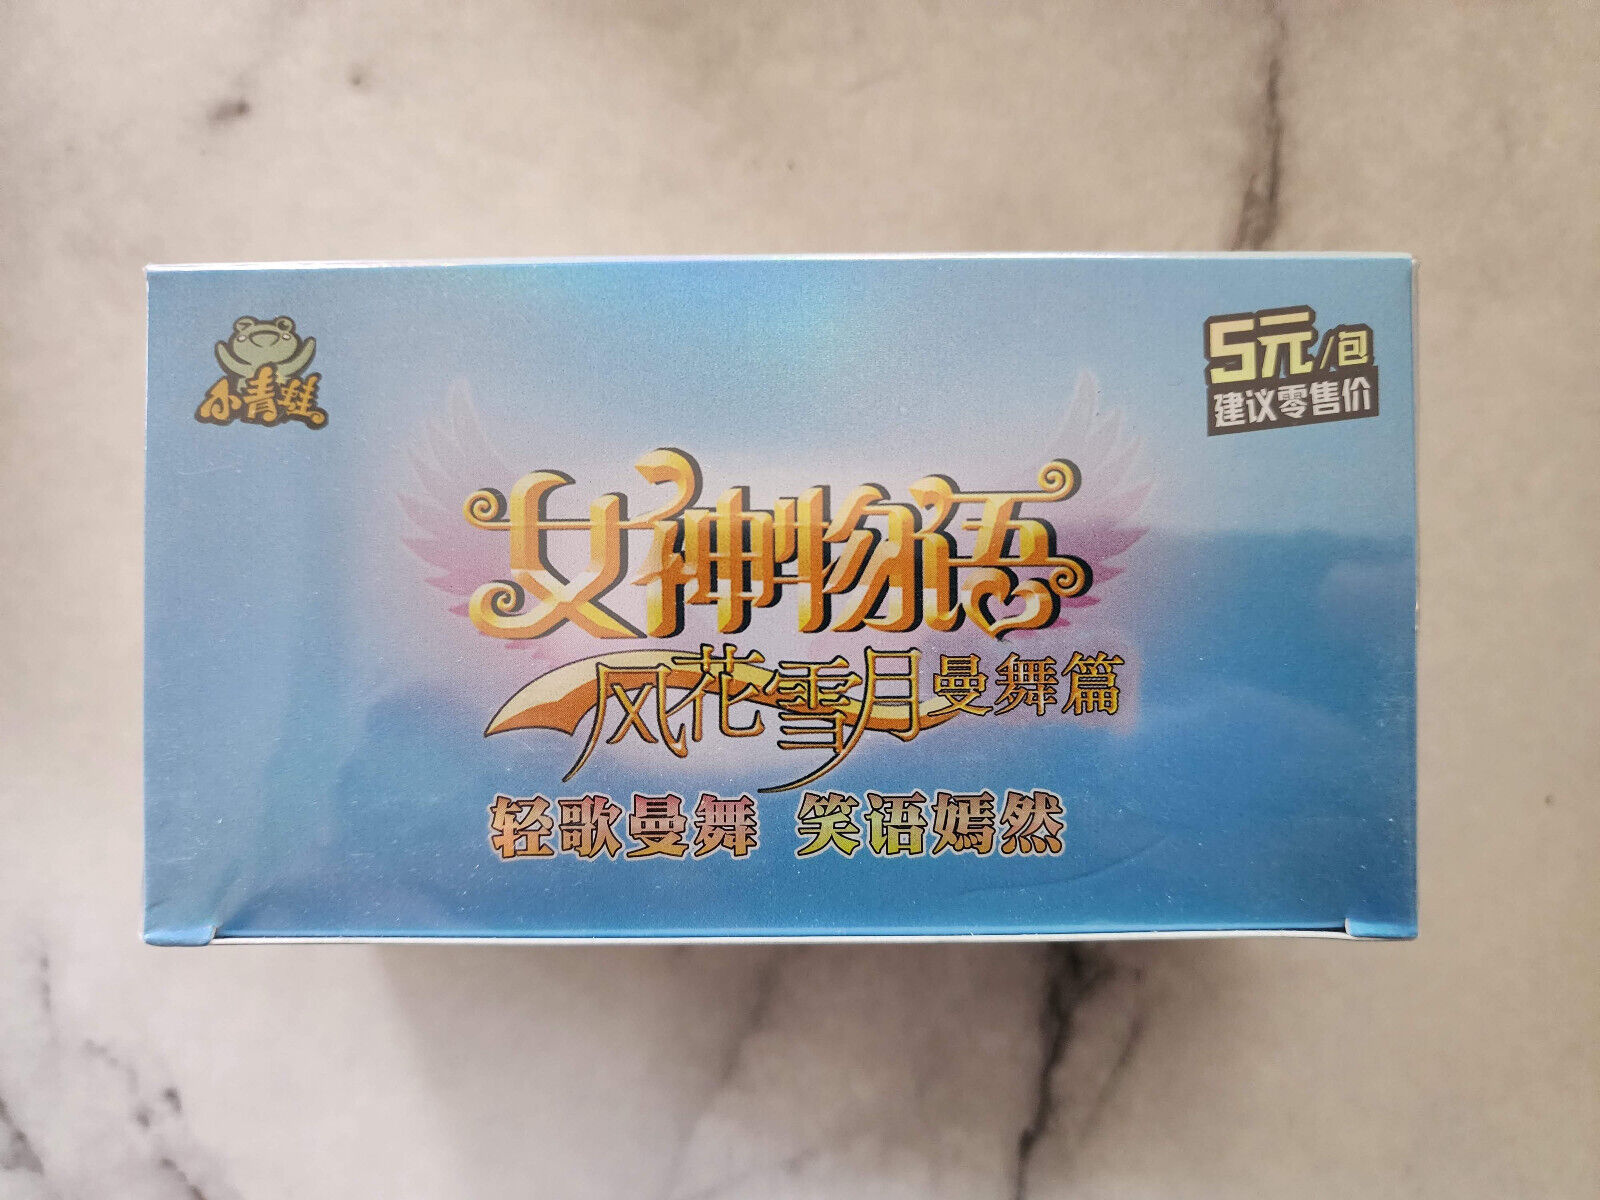 小青蛙
5元/包
建议零售价
女神物语
风花雪月曼舞篇
轻歌曼舞 笑语嫣然